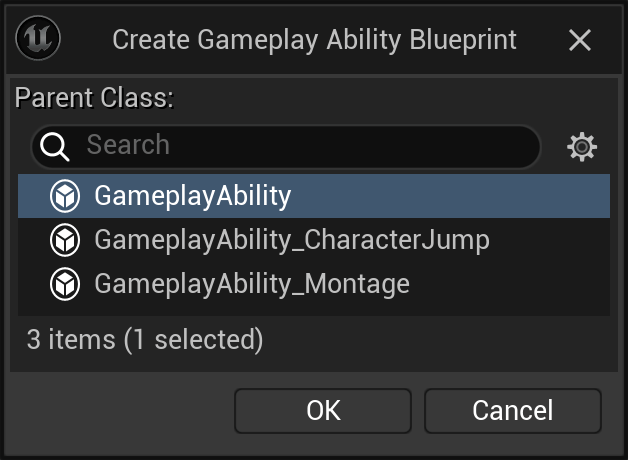 Create Gameplay Ability Blueprint
Parent Class:
Search
GameplayAbility
GameplayAbility_CharacterJump
GameplayAbility_Montage
3 items (1 selected)
OK Cancel